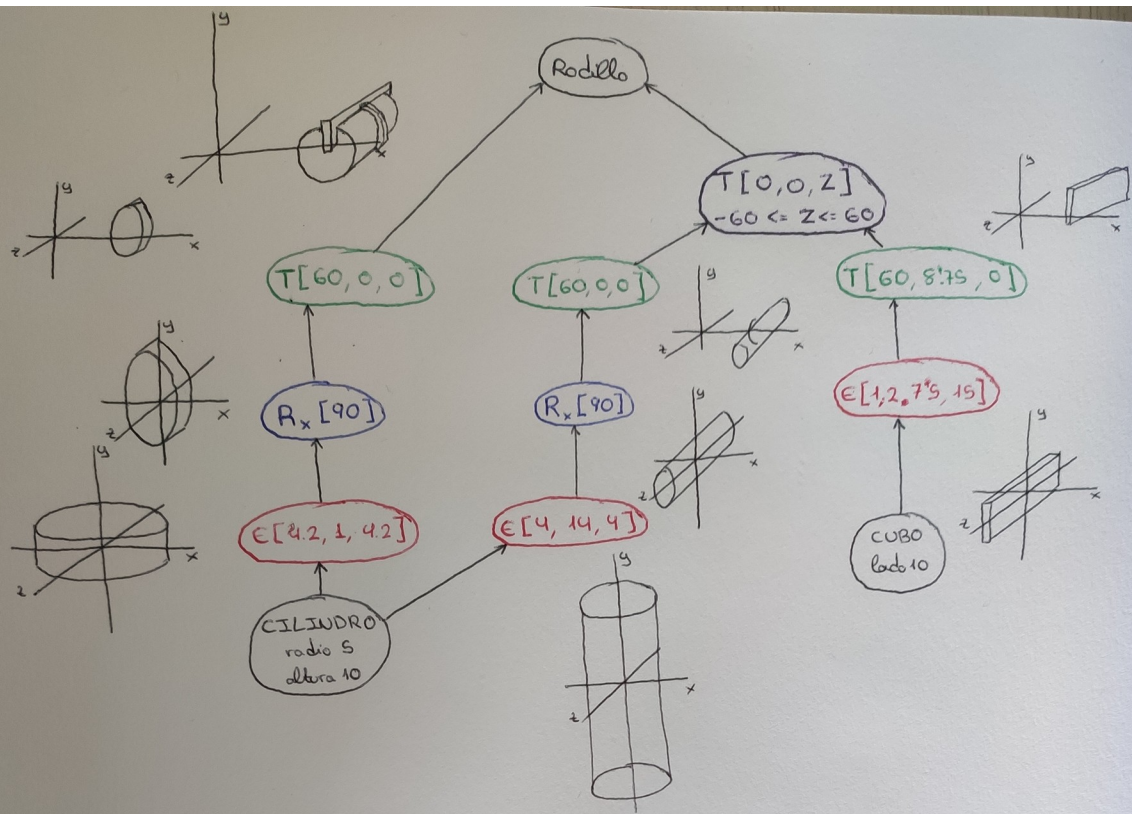 Rodillo
T[0,0,Z]
-60 <= Z <= 60
T[60,0,0]
T[60,0,0]
T[60,8'75,0]
Rx[90]
Rx[90]
E[1,2.7'5,15]
E[4.2,1,4.2]
E[4,14,4]
CUBO
lado 10
CILINDRO
radio 5
altura 10
y
z
x
y
z
x
y
z
x
y
z
x
y
z
x
y
z
x
y
z
x
y
z
x
y
z
x